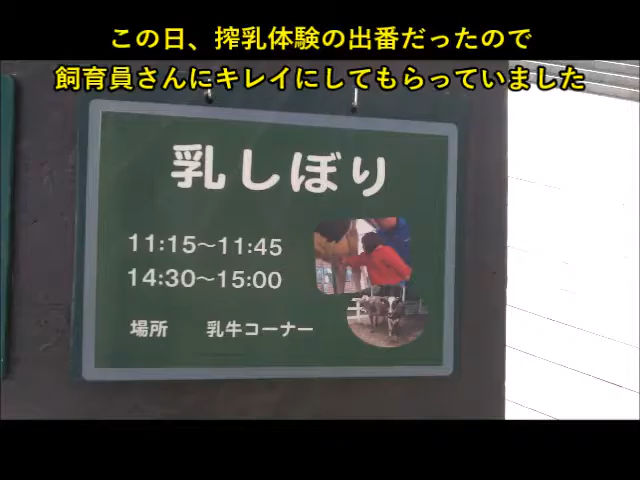 この日、搾乳体験の出番だったので
飼育員さんにキレイにしてもらっていました
乳しぼり
11:15～11:45
14:30～15:00
場所　乳牛コーナー